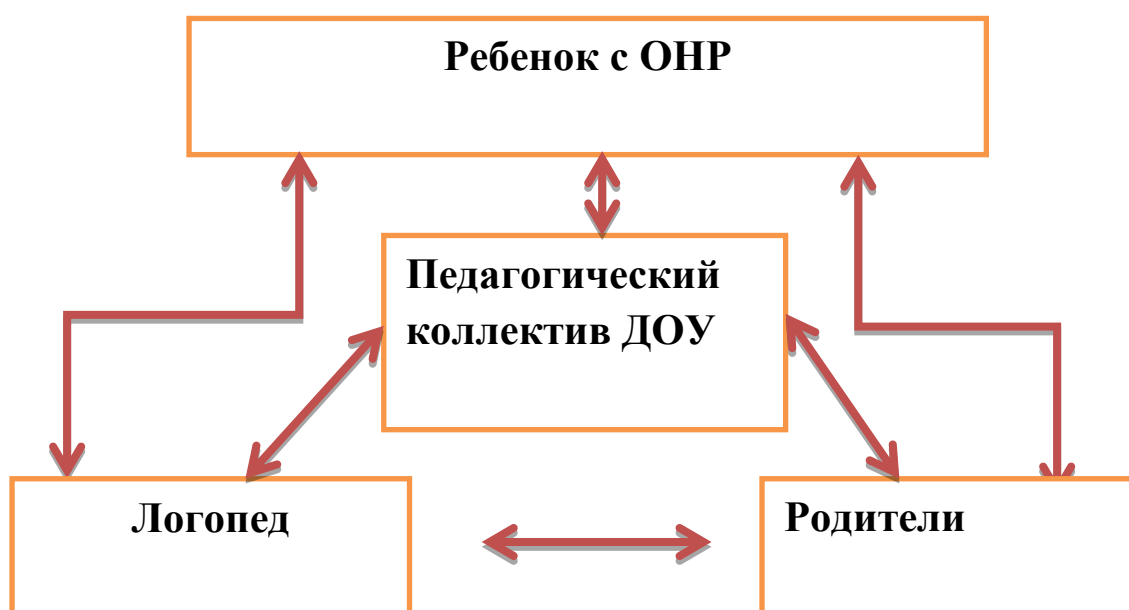 Ребенок с ОНР
Педагогический
коллектив ДОУ
Логопед
Родители